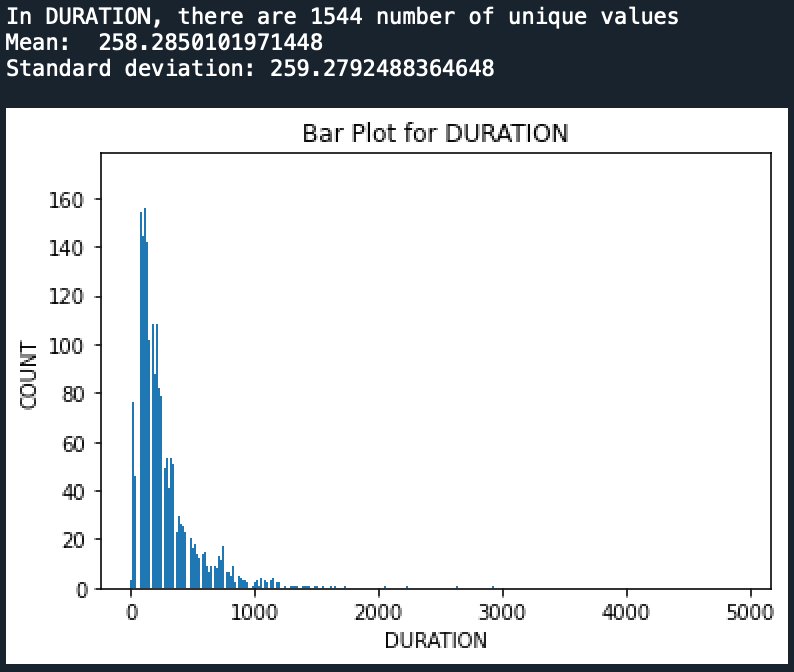 In DURATION, there are 1544 number of unique values
Mean:  258.2850101971448
Standard deviation: 259.2792488364648
Bar Plot for DURATION
160
140
120
100
80
60
40
20
0
COUNT
0 1000 2000 3000 4000 5000
DURATION